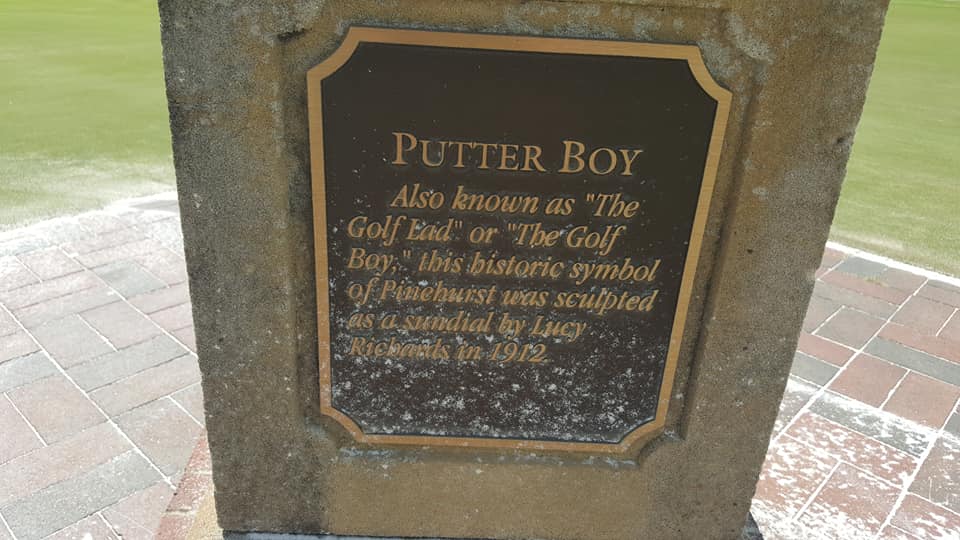 PUTTER BOY
Also known as "The
Golf Lad" or "The Golf
Boy," this historic symbol
of Pinehurst was sculpted
as a sundial by Lucy
Richards in 1912.